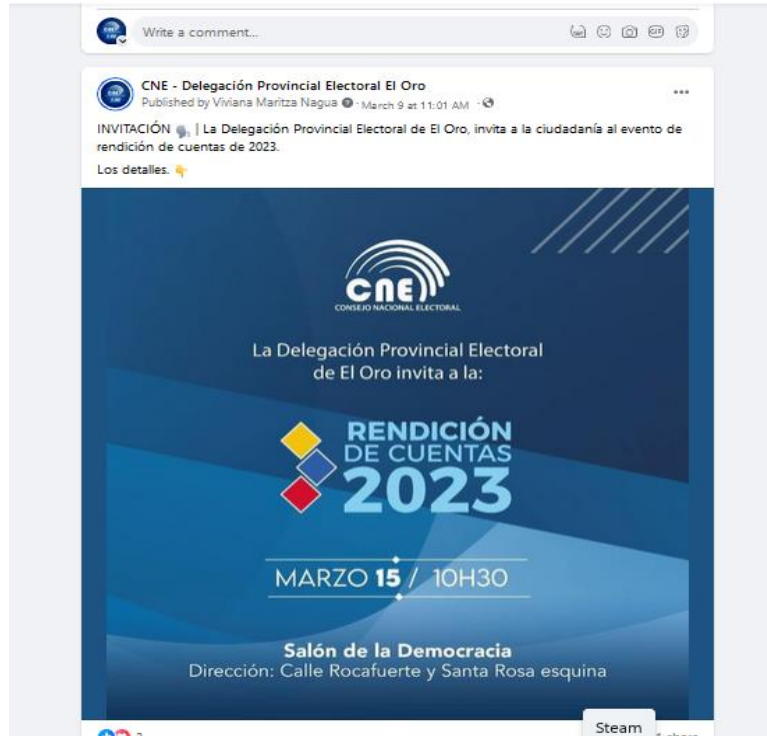 Write a comment...
CNE - Delegación Provincial Electoral El Oro
Published by Viviana Maritza Nagua · March 9 at 11:01 AM ·
INVITACIÓN 🗣️ | La Delegación Provincial Electoral de El Oro, invita a la ciudadanía al evento de
rendición de cuentas de 2023.
Los detalles. 👇
CNE
CONSEJO NACIONAL ELECTORAL
La Delegación Provincial Electoral
de El Oro invita a la:
RENDICIÓN
DE CUENTAS
2023
MARZO 15 / 10H30
Salón de la Democracia
Dirección: Calle Rocafuerte y Santa Rosa esquina
Steam